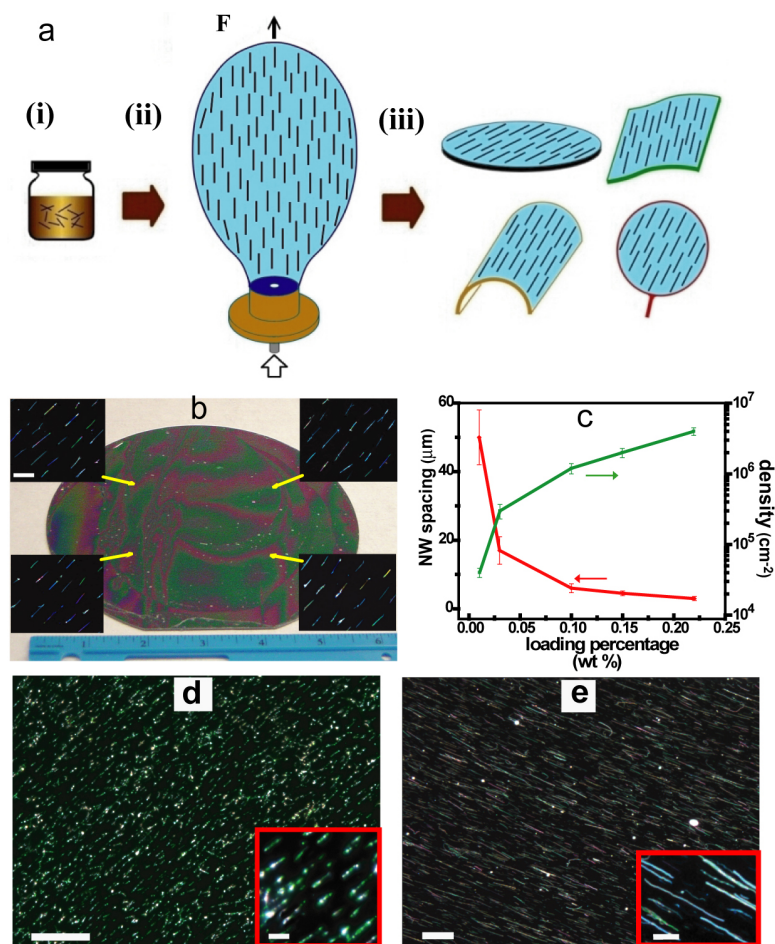 a
F
(i)
(ii)
(iii)
b
1 2 3 4 5 6
c
NW spacing (μm)
60
40
20
0
density (cm⁻²)
10⁷
10⁶
10⁵
10⁴
0.00 0.05 0.10 0.15 0.20 0.25
loading percentage
(wt %)
d
e